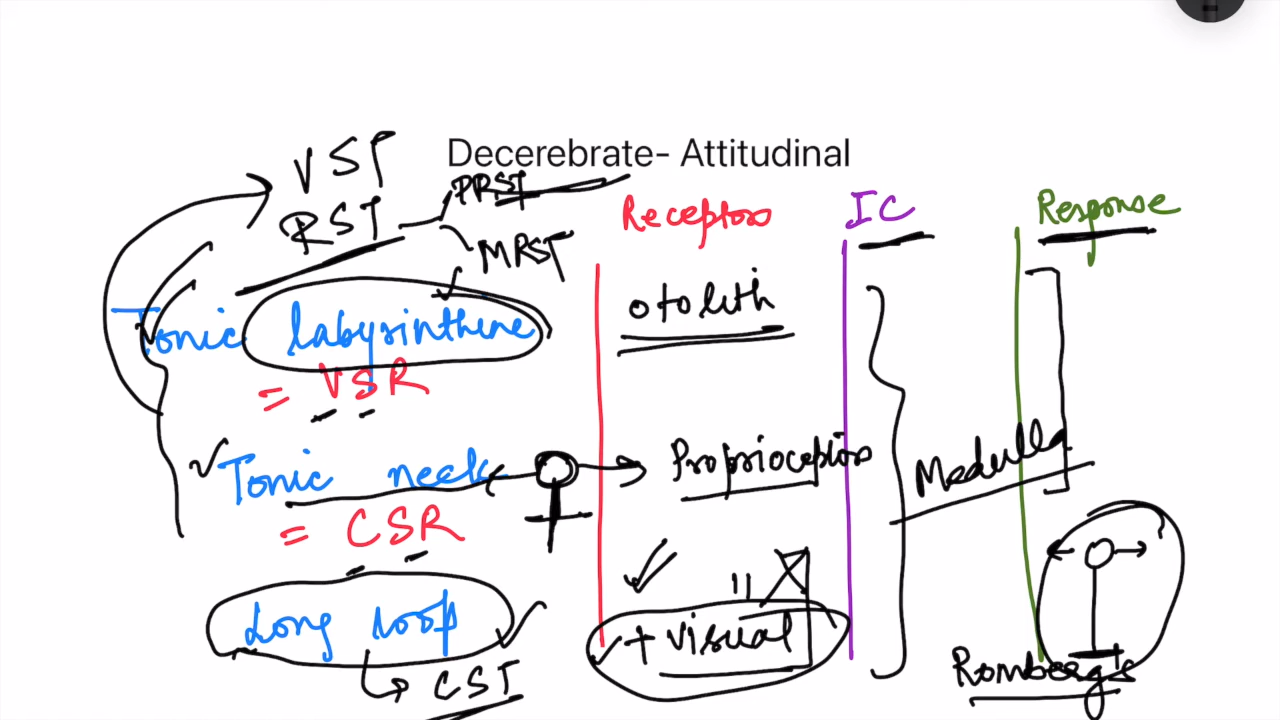 VST
Decerebrate- Attitudinal
RST
PRST
MRST
Receptors
IC
Response
Tonic labyrinthine
otolith
= VSR
Tonic neck
Proprioceptors
Medulla
= CSR
Long loop
"
+ visual
CST
Romberg's